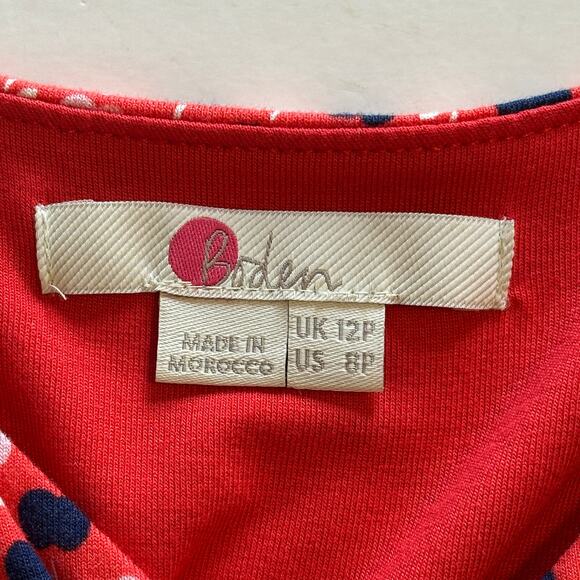 Boden
MADE IN
MOROCCO
UK 12P
US 8P